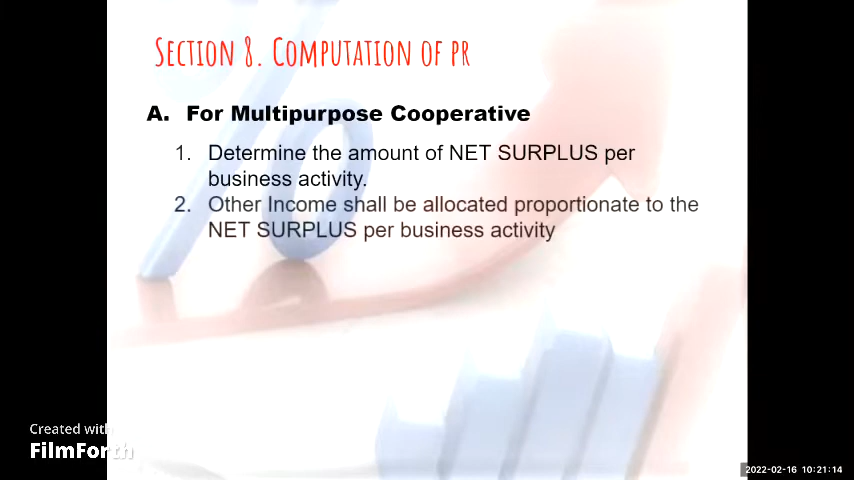 SECTION 8. COMPUTATION OF PR
A. For Multipurpose Cooperative
1. Determine the amount of NET SURPLUS per
business activity.
2. Other Income shall be allocated proportionate to the
NET SURPLUS per business activity
Created with
FilmForth
2022-02-16 10:21:14